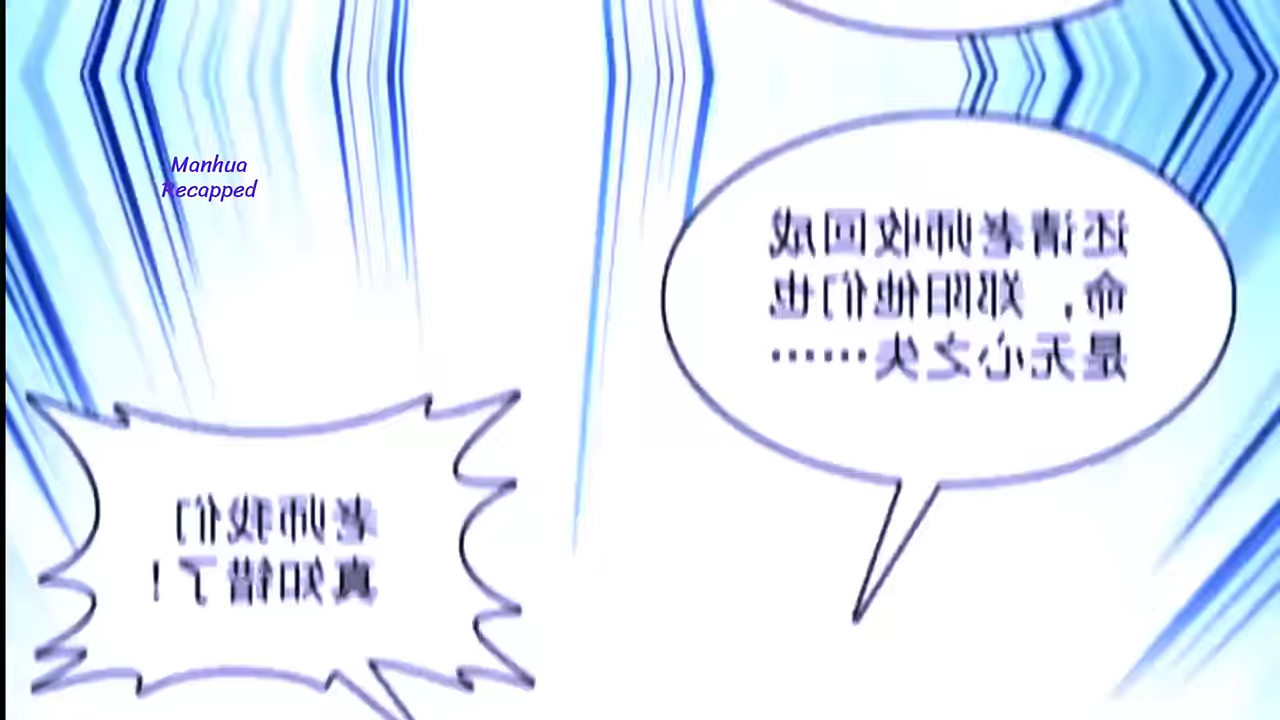 Manhua
Recapped
还请老师收回成
命，郑阳他们也
是无心之失……
老师我们
真知错了！